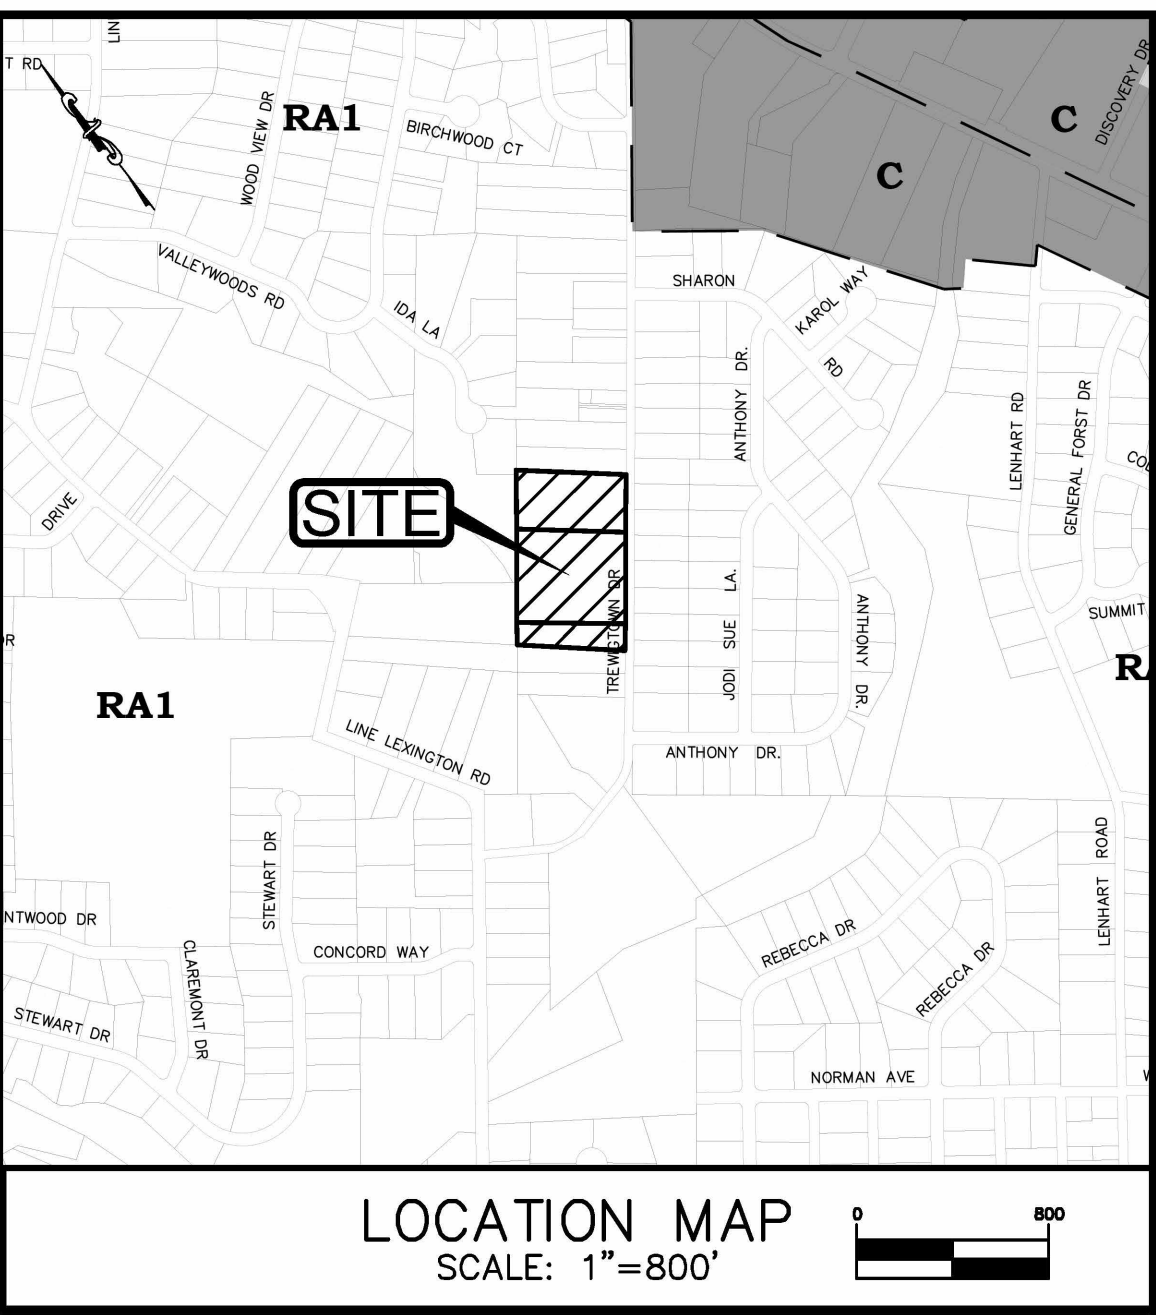 LIN
T RD
RA1
BIRCHWOOD CT
WOOD VIEW DR
C
DISCOVERY DR
C
VALLEYWOODS RD
IDA LA
SHARON
RD
KAROL WAY
ANTHONY DR.
LENHART RD
GENERAL FORST DR
DRIVE
SITE
TREWIGTOWN DR
JODI SUE LA.
ANTHONY DR.
SUMMIT
RA1
LINE LEXINGTON RD
ANTHONY DR.
STEWART DR
LENHART ROAD
NTWOOD DR
CLAREMONT DR
CONCORD WAY
REBECCA DR
REBECCA DR
STEWART DR
NORMAN AVE
LOCATION MAP
SCALE: 1"=800'
0 800